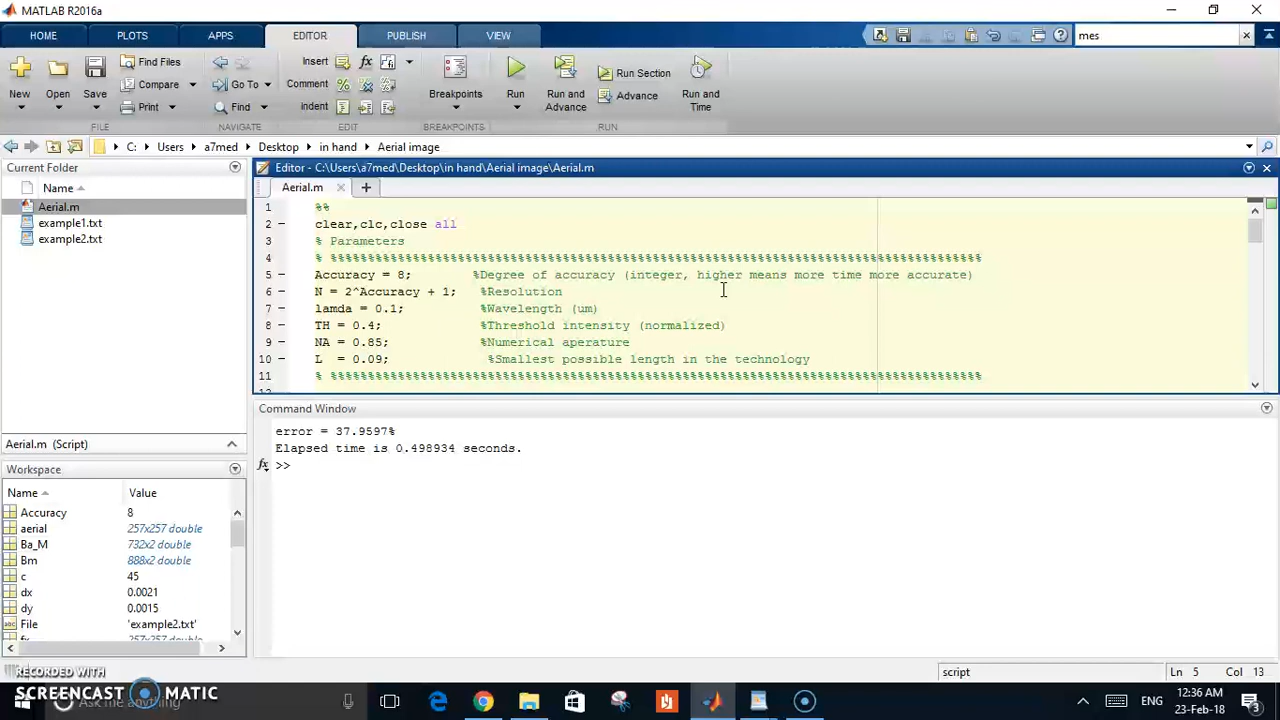 MATLAB R2016a
HOME PLOTS APPS EDITOR PUBLISH VIEW mes
New Open Save Find Files Compare Print
Go To Find
Insert Comment Indent
Breakpoints
Run Run and Advance Run Section Advance Run and Time
FILE NAVIGATE EDIT BREAKPOINTS RUN
C: Users a7med Desktop in hand Aerial image
Current Folder
Name
Aerial.m
example1.txt
example2.txt
Aerial.m (Script)
Workspace
Name Value
Accuracy 8
aerial 257x257 double
Ba_M 732x2 double
Bm 888x2 double
c 45
dx 0.0021
dy 0.0015
File 'example2.txt'
fx 257x257 double
Editor - C:\Users\a7med\Desktop\in hand\Aerial image\Aerial.m
Aerial.m
1 %%
2 clear,clc,close all
3 % Parameters
4 % %%%%%%%%%%%%%%%%%%%%%%%%%%%%%%%%%%%%%%%%%%%%%%%%%%%%%%%%%%%%%%%%%%%%%%%%%%%%%%%%%%%%%%%
5 Accuracy = 8; %Degree of accuracy (integer, higher means more time more accurate)
6 N = 2^Accuracy + 1; %Resolution
7 lamda = 0.1; %Wavelength (um)
8 TH = 0.4; %Threshold intensity (normalized)
9 NA = 0.85; %Numerical aperature
10 L = 0.09; %Smallest possible length in the technology
11 % %%%%%%%%%%%%%%%%%%%%%%%%%%%%%%%%%%%%%%%%%%%%%%%%%%%%%%%%%%%%%%%%%%%%%%%%%%%%%%%%%%%%%%%
Command Window
error = 37.9597%
Elapsed time is 0.498934 seconds.
fx >>
script Ln 5 Col 13
RECORDED WITH
SCREENCAST MATIC
Ask me anything
ENG 12:36 AM
23-Feb-18
3